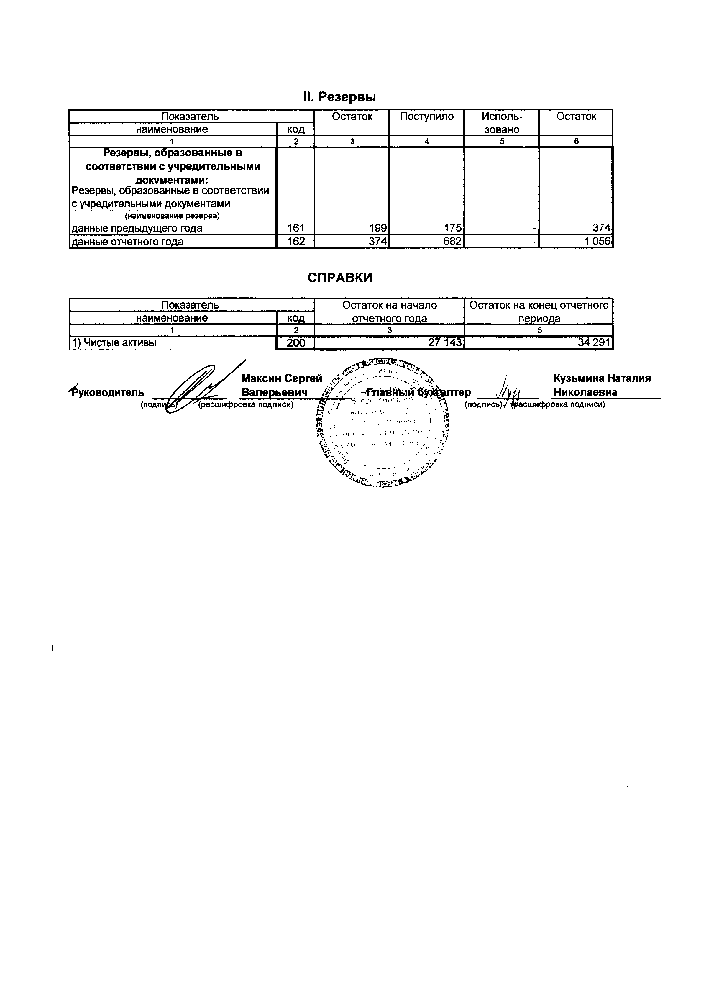 II. Резервы
Показатель Остаток Поступило Исполь- Остаток
наименование код зовано
1 2 3 4 5 6
Резервы, образованные в
соответствии с учредительными
документами:
Резервы, образованные в соответствии
с учредительными документами
(наименование резерва)
данные предыдущего года 161 199 175 - 374
данные отчетного года 162 374 682 - 1 056
СПРАВКИ
Показатель Остаток на начало Остаток на конец отчетного
наименование код отчетного года периода
1 2 3 5
1) Чистые активы 200 27 143 34 291
Максин Сергей Кузьмина Наталия
Руководитель Валерьевич Главный бухгалтер Николаевна
(подпись) (расшифровка подписи) (подпись) (расшифровка подписи)